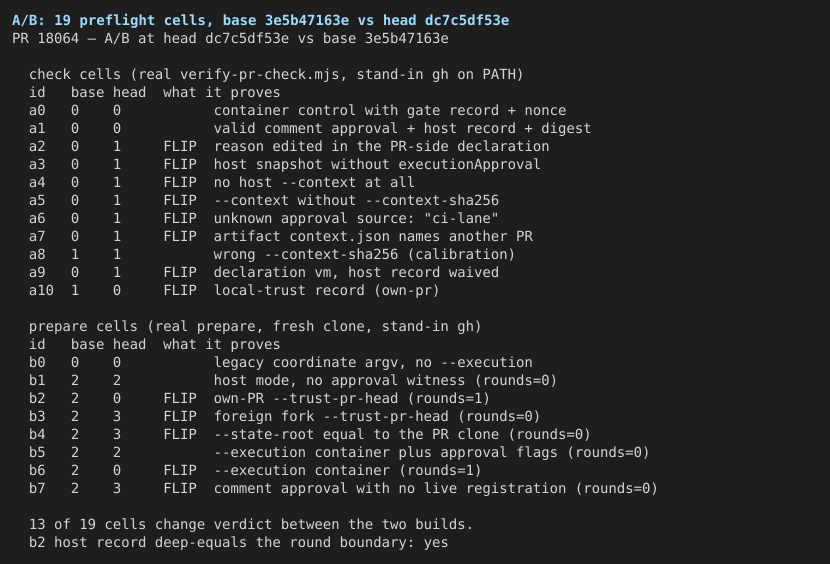 A/B: 19 preflight cells, base 3e5b47163e vs head dc7c5df53e
PR 18064 — A/B at head dc7c5df53e vs base 3e5b47163e
check cells (real verify-pr-check.mjs, stand-in gh on PATH)
id base head what it proves
a0 0 0 container control with gate record + nonce
a1 0 0 valid comment approval + host record + digest
a2 0 1 FLIP reason edited in the PR-side declaration
a3 0 1 FLIP host snapshot without executionApproval
a4 0 1 FLIP no host --context at all
a5 0 1 FLIP --context without --context-sha256
a6 0 1 FLIP unknown approval source: "ci-lane"
a7 0 1 FLIP artifact context.json names another PR
a8 1 1 wrong --context-sha256 (calibration)
a9 0 1 FLIP declaration vm, host record waived
a10 1 0 FLIP local-trust record (own-pr)
prepare cells (real prepare, fresh clone, stand-in gh)
id base head what it proves
b0 0 0 legacy coordinate argv, no --execution
b1 2 2 host mode, no approval witness (rounds=0)
b2 2 0 FLIP own-PR --trust-pr-head (rounds=1)
b3 2 3 FLIP foreign fork --trust-pr-head (rounds=0)
b4 2 3 FLIP --state-root equal to the PR clone (rounds=0)
b5 2 2 --execution container plus approval flags (rounds=0)
b6 2 0 FLIP --execution container (rounds=1)
b7 2 3 FLIP comment approval with no live registration (rounds=0)
13 of 19 cells change verdict between the two builds.
b2 host record deep-equals the round boundary: yes